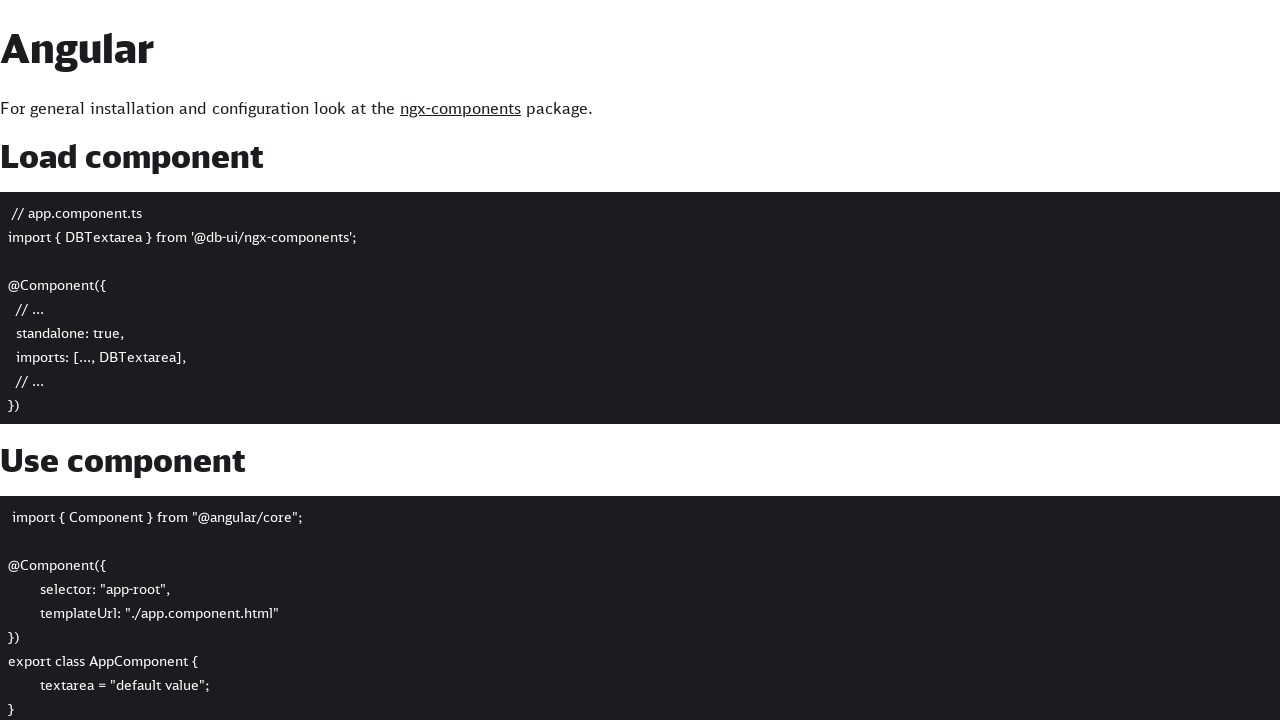 Angular
For general installation and configuration look at the ngx-components package.
Load component
// app.component.ts
import { DBTextarea } from '@db-ui/ngx-components';
@Component({
// ...
standalone: true,
imports: [..., DBTextarea],
// ...
})
Use component
import { Component } from "@angular/core";
@Component({
selector: "app-root",
templateUrl: "./app.component.html"
})
export class AppComponent {
textarea = "default value";
}